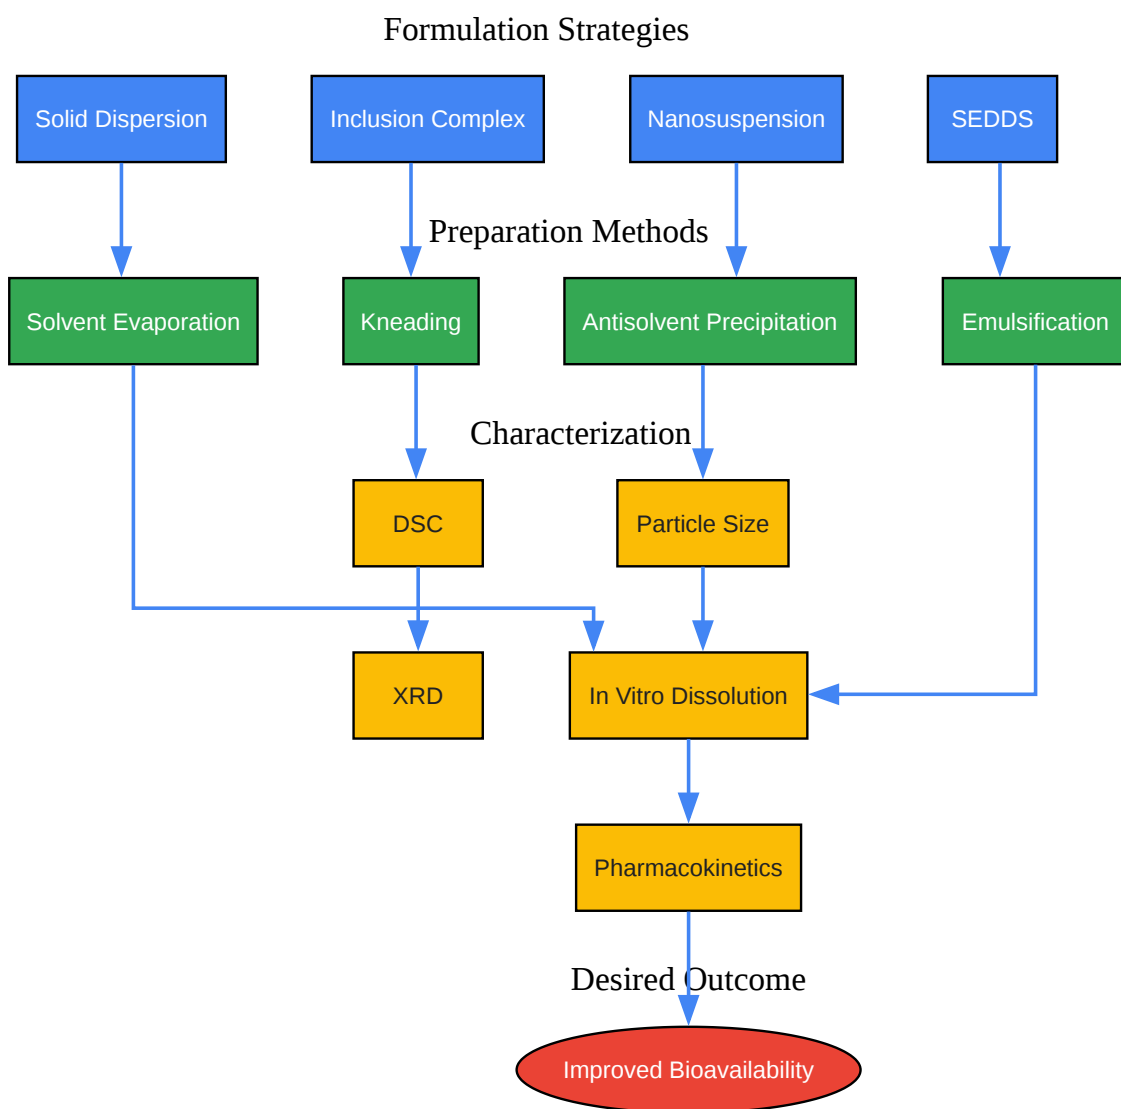 Formulation Strategies
Solid Dispersion
Inclusion Complex
Nanosuspension
SEDDS
Preparation Methods
Solvent Evaporation
Kneading
Antisolvent Precipitation
Emulsification
Characterization
DSC
Particle Size
XRD
In Vitro Dissolution
Pharmacokinetics
Desired Outcome
Improved Bioavailability